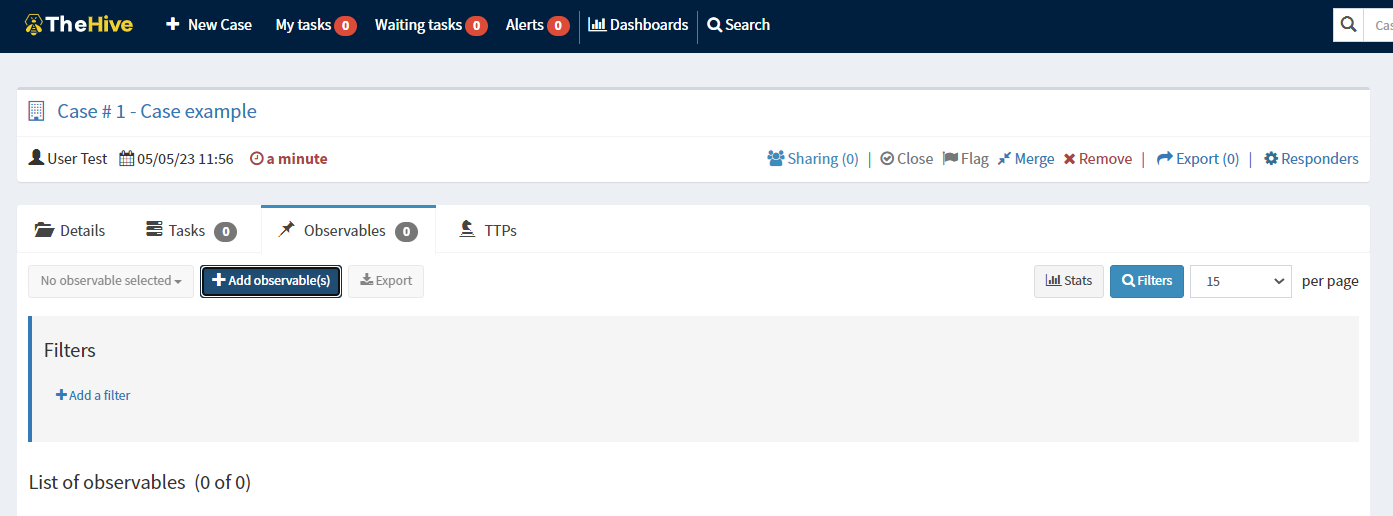 TheHive New Case My tasks 0 Waiting tasks 0 Alerts 0 Dashboards Search Cas
Case # 1 - Case example
User Test 05/05/23 11:56 a minute Sharing (0) | Close Flag Merge Remove | Export (0) | Responders
Details Tasks 0 Observables 0 TTPs
No observable selected Add observable(s) Export Stats Filters 15 per page
Filters
Add a filter
List of observables (0 of 0)